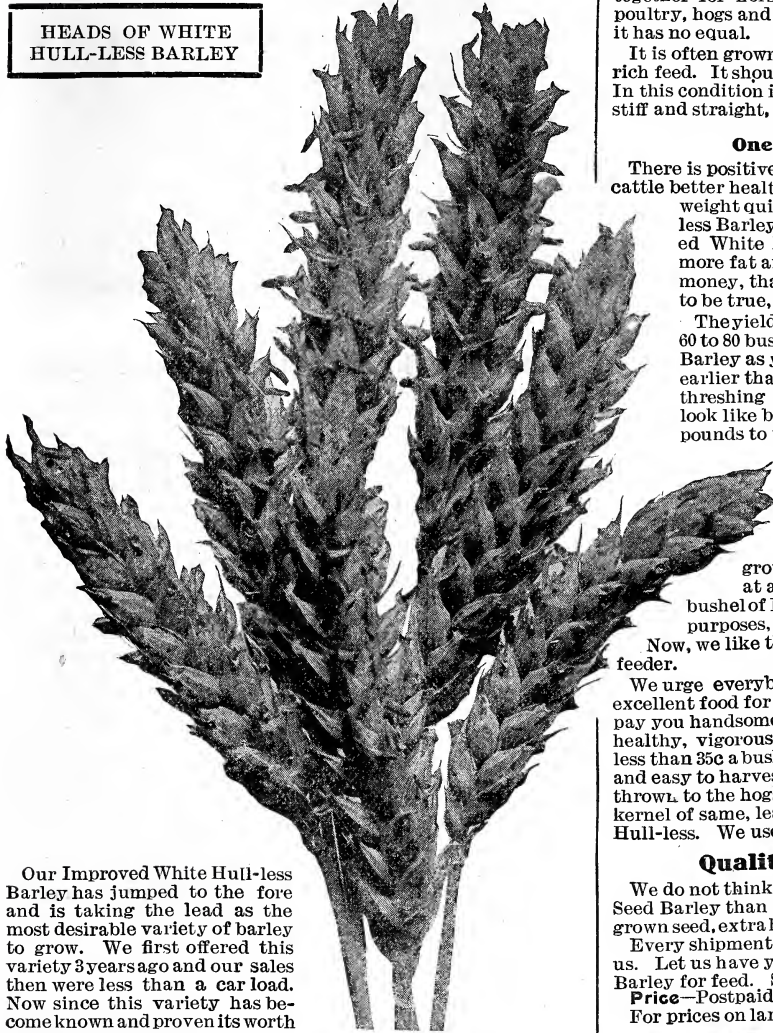 HEADS OF WHITE
HULL-LESS BARLEY
Our Improved White Hull-less
Barley has jumped to the fore
and is taking the lead as the
most desirable variety of barley
to grow. We first offered this
variety 3 years ago and our sales
then were less than a car load.
Now since this variety has be-
come known and proven its worth
poultry, hogs and
it has no equal.
It is often grown
rich feed. It shou
In this condition i
stiff and straight,
One
There is positive
cattle better healt
weight qui
less Barley
ed White
more fat a
money, tha
to be true,
The yield
60 to 80 bus
Barley as y
earlier tha
threshing
look like b
pounds to
gro
at a
bushel of
purposes,
Now, we like t
feeder.
We urge everyb
excellent food for
pay you handsome
healthy, vigorous
less than 35c a bush
and easy to harves
thrown to the hog
kernel of same, le
Hull-less. We use
Qualit
We do not think
Seed Barley than
grown seed, extra
Every shipment
us. Let us have y
Barley for feed.
Price—Postpaid
For prices on lar